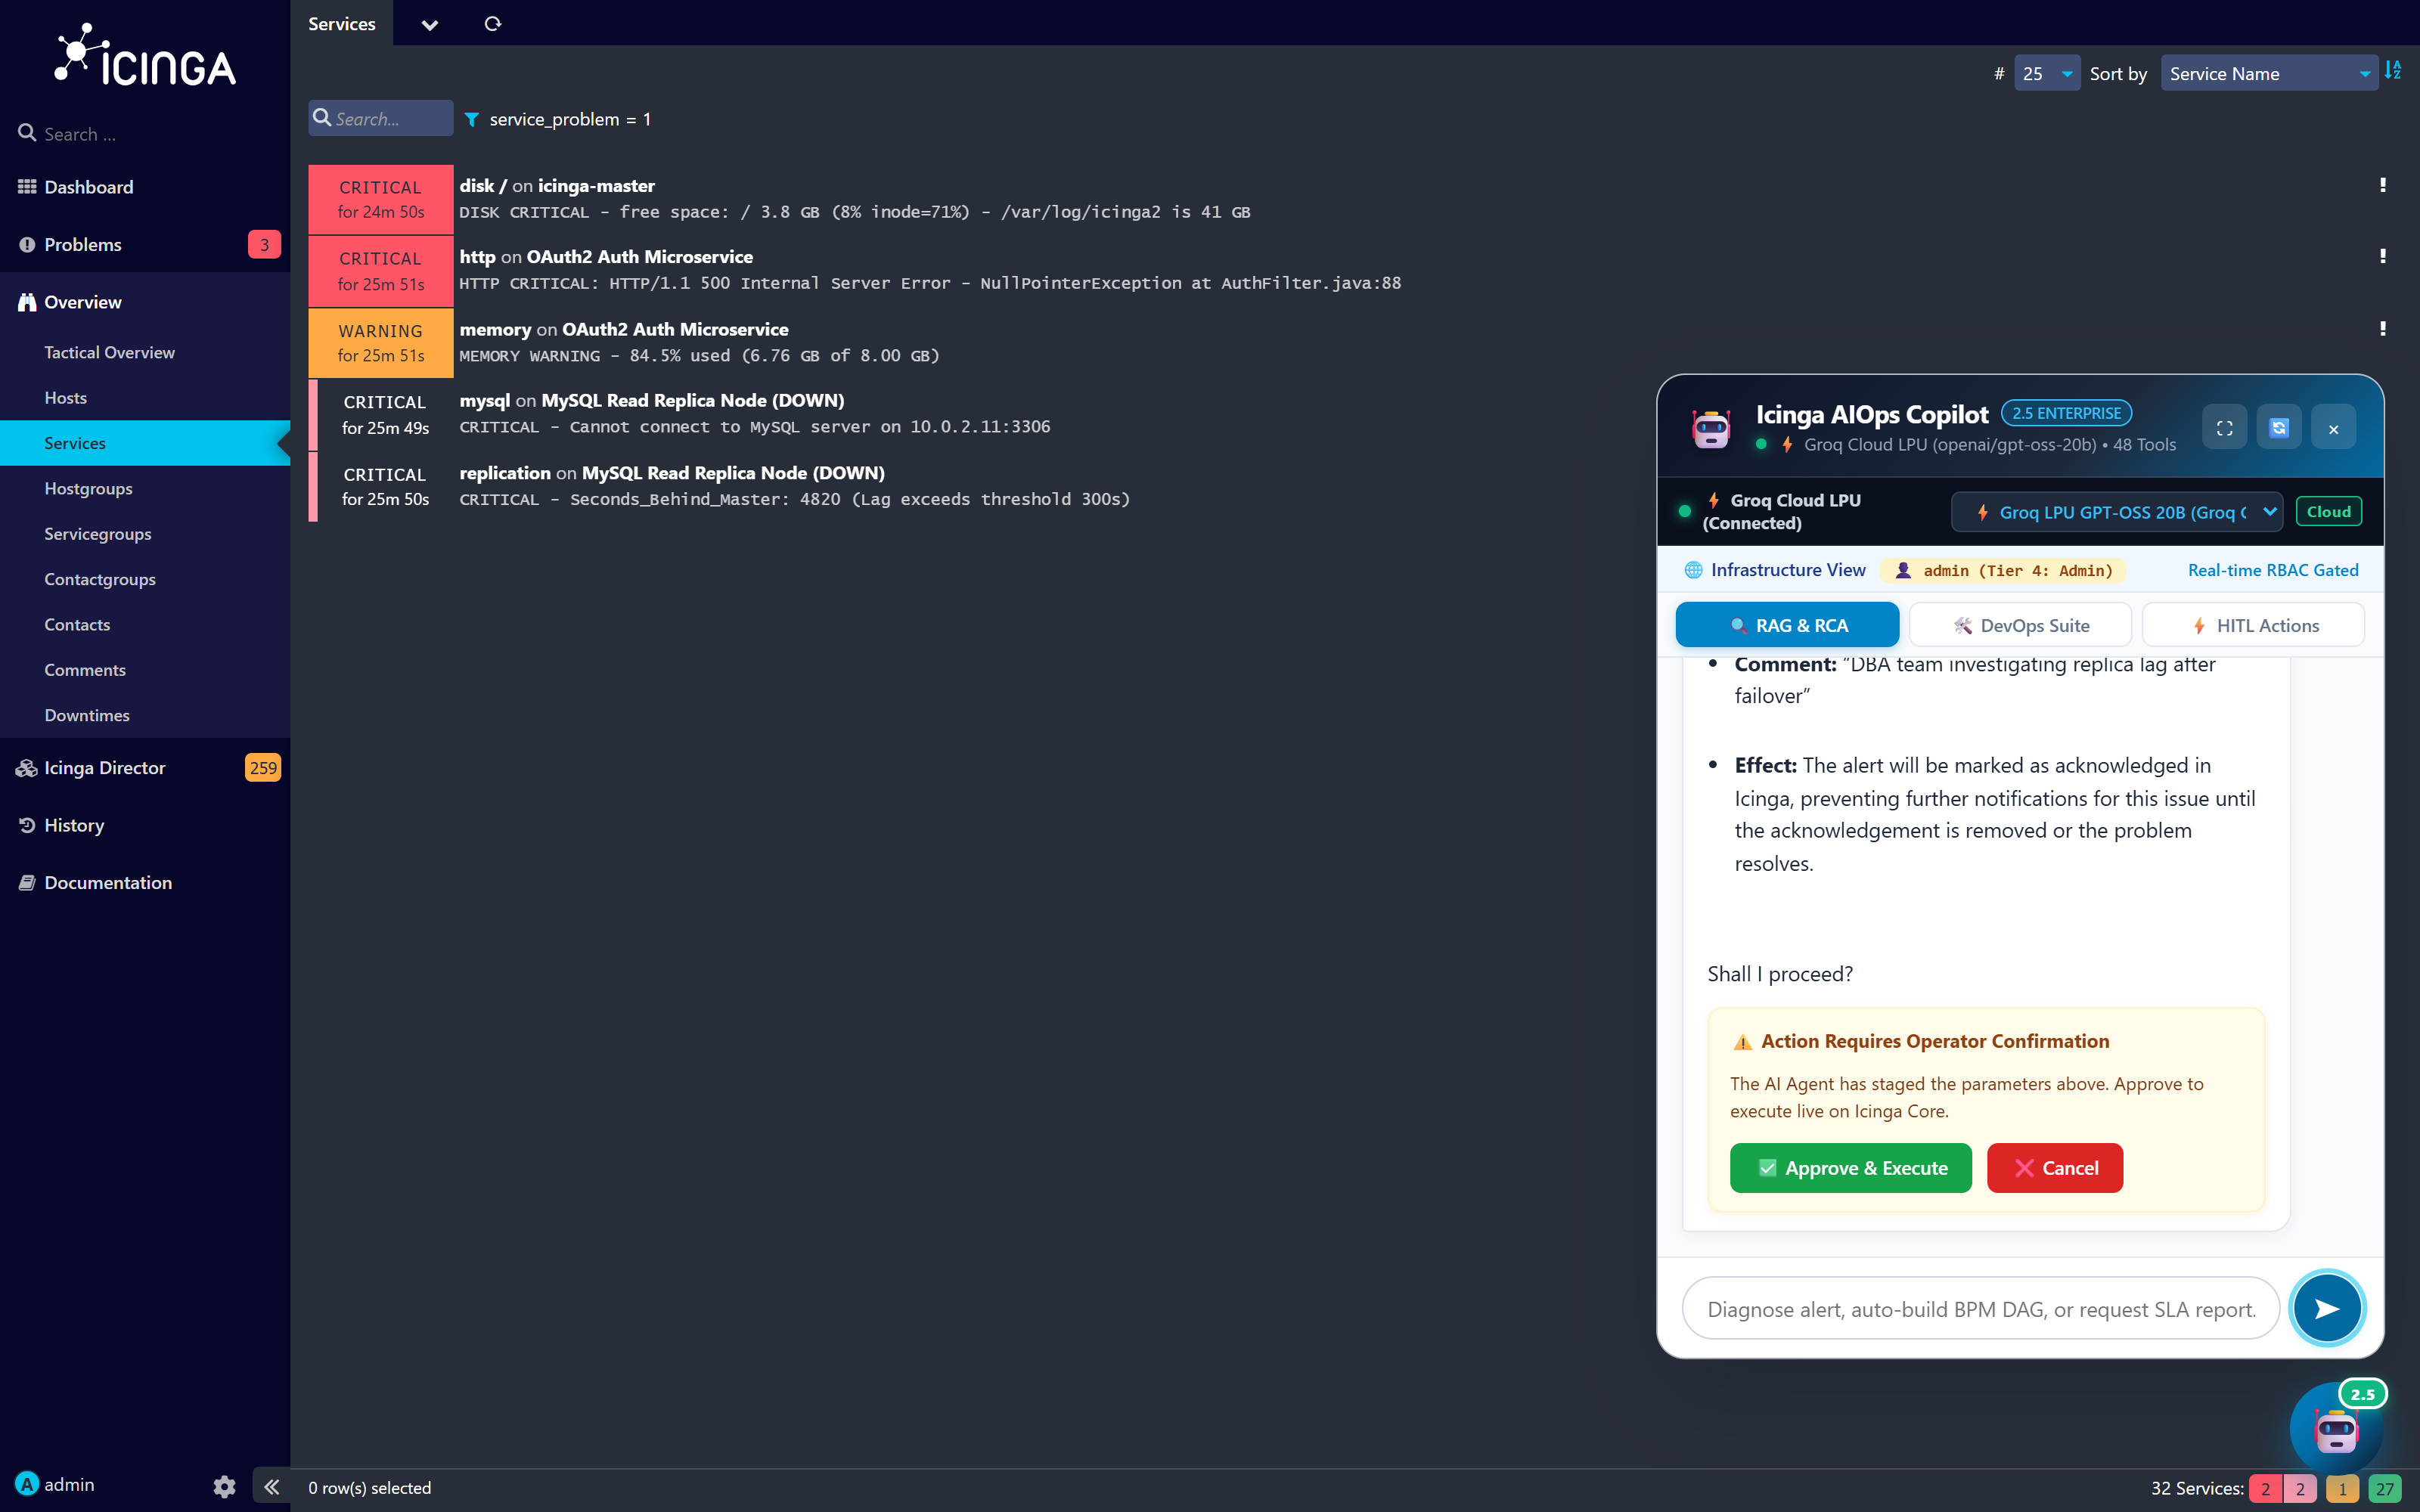 ICINGA
Search ...
Dashboard
Problems
3
Overview
Tactical Overview
Hosts
Services
Hostgroups
Servicegroups
Contactgroups
Contacts
Comments
Downtimes
Icinga Director
259
History
Documentation
A admin
Services
# 25 Sort by Service Name
Search...
service_problem = 1
CRITICAL
for 24m 50s
disk / on icinga-master
DISK CRITICAL - free space: / 3.8 GB (8% inode=71%) - /var/log/icinga2 is 41 GB
CRITICAL
for 25m 51s
http on OAuth2 Auth Microservice
HTTP CRITICAL: HTTP/1.1 500 Internal Server Error - NullPointerException at AuthFilter.java:88
WARNING
for 25m 51s
memory on OAuth2 Auth Microservice
MEMORY WARNING - 84.5% used (6.76 GB of 8.00 GB)
CRITICAL
for 25m 49s
mysql on MySQL Read Replica Node (DOWN)
CRITICAL - Cannot connect to MySQL server on 10.0.2.11:3306
CRITICAL
for 25m 50s
replication on MySQL Read Replica Node (DOWN)
CRITICAL - Seconds_Behind_Master: 4820 (Lag exceeds threshold 300s)
Icinga AIOps Copilot 2.5 ENTERPRISE
Groq Cloud LPU (openai/gpt-oss-20b) • 48 Tools
Groq Cloud LPU
(Connected)
Groq LPU GPT-OSS 20B (Groq C
Cloud
Infrastructure View
admin (Tier 4: Admin)
Real-time RBAC Gated
RAG & RCA
DevOps Suite
HITL Actions
• Comment: "DBA team investigating replica lag after
failover"
• Effect: The alert will be marked as acknowledged in
Icinga, preventing further notifications for this issue until
the acknowledgement is removed or the problem
resolves.
Shall I proceed?
Action Requires Operator Confirmation
The AI Agent has staged the parameters above. Approve to
execute live on Icinga Core.
Approve & Execute
Cancel
Diagnose alert, auto-build BPM DAG, or request SLA report.
2.5
0 row(s) selected
32 Services: 2 2 1 27